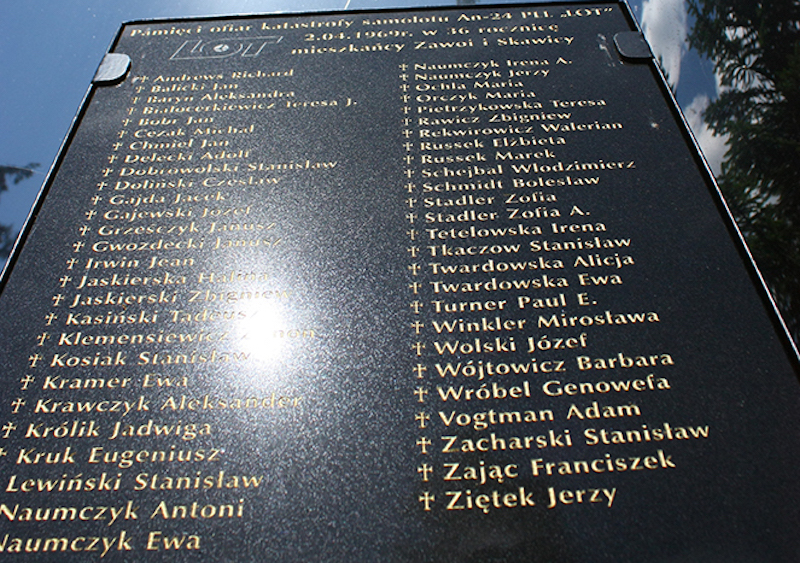 Pamięci ofiar katastrofy samolotu An-24 PLL „LOT"
2.04.1969r. w 36 rocznicę
mieszkańcy Zawoi i Skawicy
LOT
† Andrews Richard
† Balicki Jan
† Baryn Aleksandra
† Białocerkiewicz Teresa J.
† Bobr Jan
† Cezak Michał
† Chmiel Jan
† Delecki Adolf
† Dobrowolski Stanisław
† Doliński Czesław
† Gajda Jacek
† Gajewski Józef
† Grzeszczyk Janusz
† Gwozdecki Janusz
† Irwin Jean
† Jaskierska Halina
† Jaskierski Zbigniew
† Kasiński Tadeusz
† Klemensiewicz Zenon
† Kosiak Stanisław
† Kramer Ewa
† Krawczyk Aleksander
† Królik Jadwiga
† Kruk Eugeniusz
Lewiński Stanisław
Naumczyk Antoni
Naumczyk Ewa
† Naumczyk Irena A.
† Naumczyk Jerzy
† Ochla Maria
† Orczyk Maria
† Pietrzykowska Teresa
† Rawicz Zbigniew
† Rekwirowicz Walerian
† Russek Elżbieta
† Russek Marek
† Schejbal Włodzimierz
† Schmidt Bolesław
† Stadler Zofia
† Stadler Zofia A.
† Tetelowska Irena
† Tkaczow Stanisław
† Twardowska Alicja
† Twardowska Ewa
† Turner Paul E.
† Winkler Mirosława
† Wolski Józef
† Wójtowicz Barbara
† Wróbel Genowefa
† Vogtman Adam
† Zacharski Stanisław
† Zając Franciszek
† Ziętek Jerzy